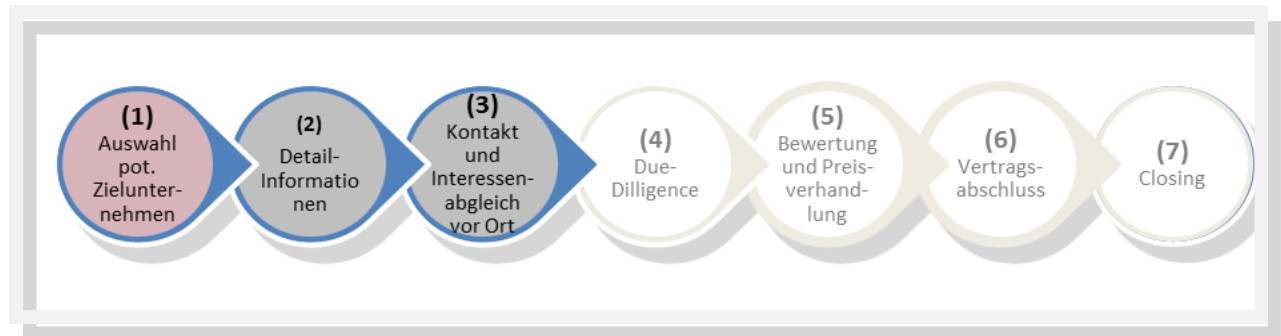 (1)
Auswahl
pot.
Zielunter-
nehmen
(2)
Detail-
Informatio
nen
(3)
Kontakt
und
Interessen-
abgleich
vor Ort
(4)
Due-
Dilligence
(5)
Bewertung
und Preis-
verhand-
lung
(6)
Vertrags-
abschluss
(7)
Closing